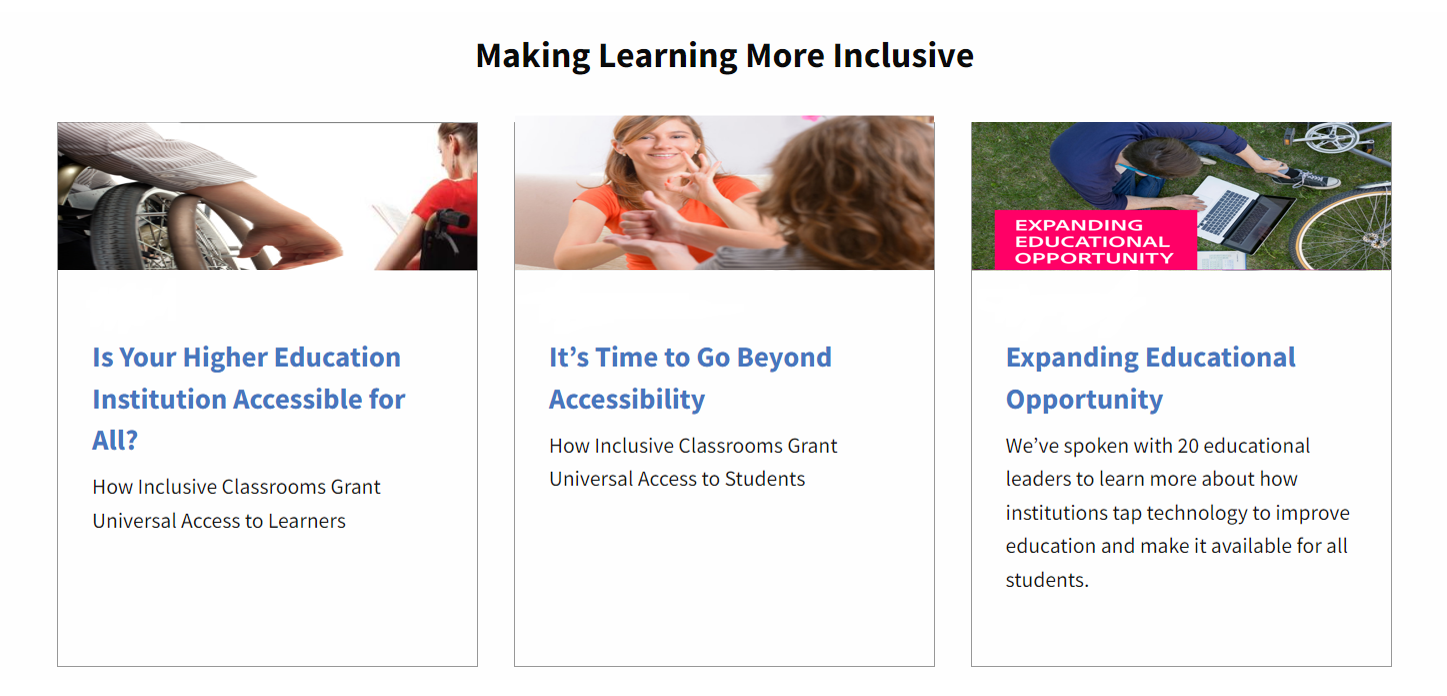 Making Learning More Inclusive
EXPANDING
EDUCATIONAL
OPPORTUNITY
Is Your Higher Education
Institution Accessible for
All?
How Inclusive Classrooms Grant
Universal Access to Learners
It’s Time to Go Beyond
Accessibility
How Inclusive Classrooms Grant
Universal Access to Students
Expanding Educational
Opportunity
We’ve spoken with 20 educational
leaders to learn more about how
institutions tap technology to improve
education and make it available for all
students.